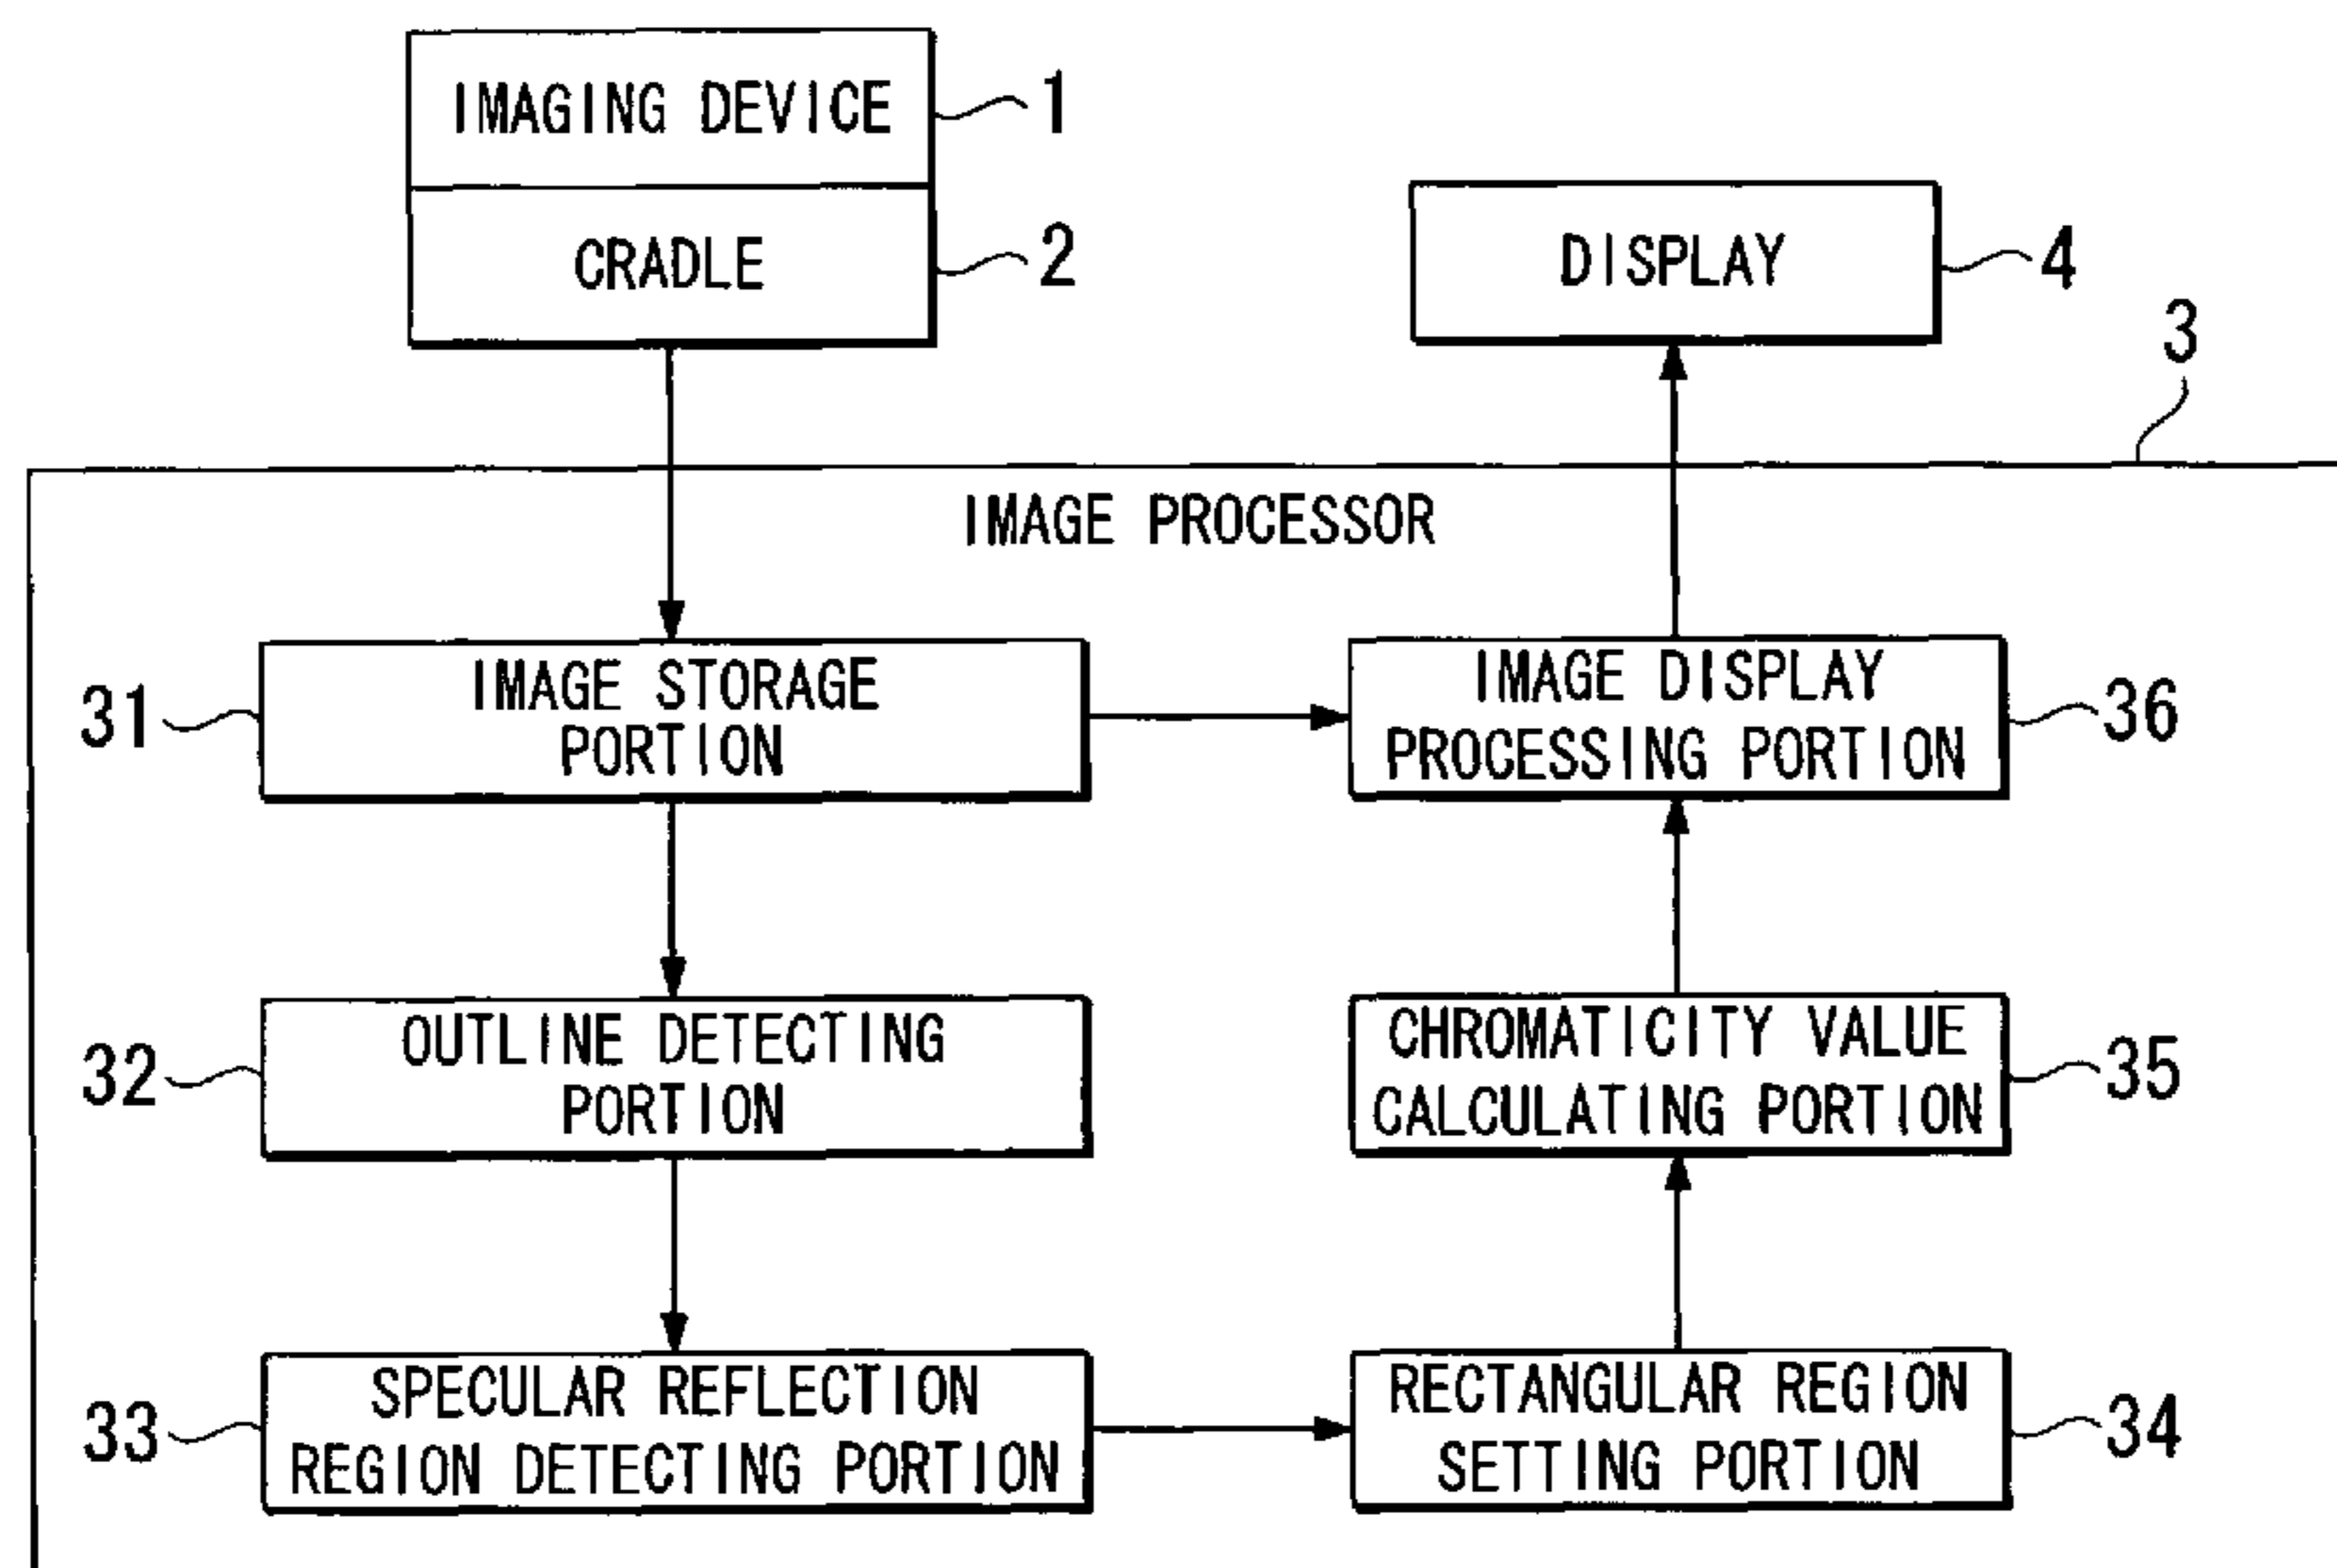 IMAGING DEVICE
1
CRADLE
2
DISPLAY
4
3
IMAGE PROCESSOR
31
IMAGE STORAGE
PORTION
IMAGE DISPLAY
PROCESSING PORTION
36
32
OUTLINE DETECTING
PORTION
CHROMATICITY VALUE
CALCULATING PORTION
35
33
SPECULAR REFLECTION
REGION DETECTING PORTION
RECTANGULAR REGION
SETTING PORTION
34